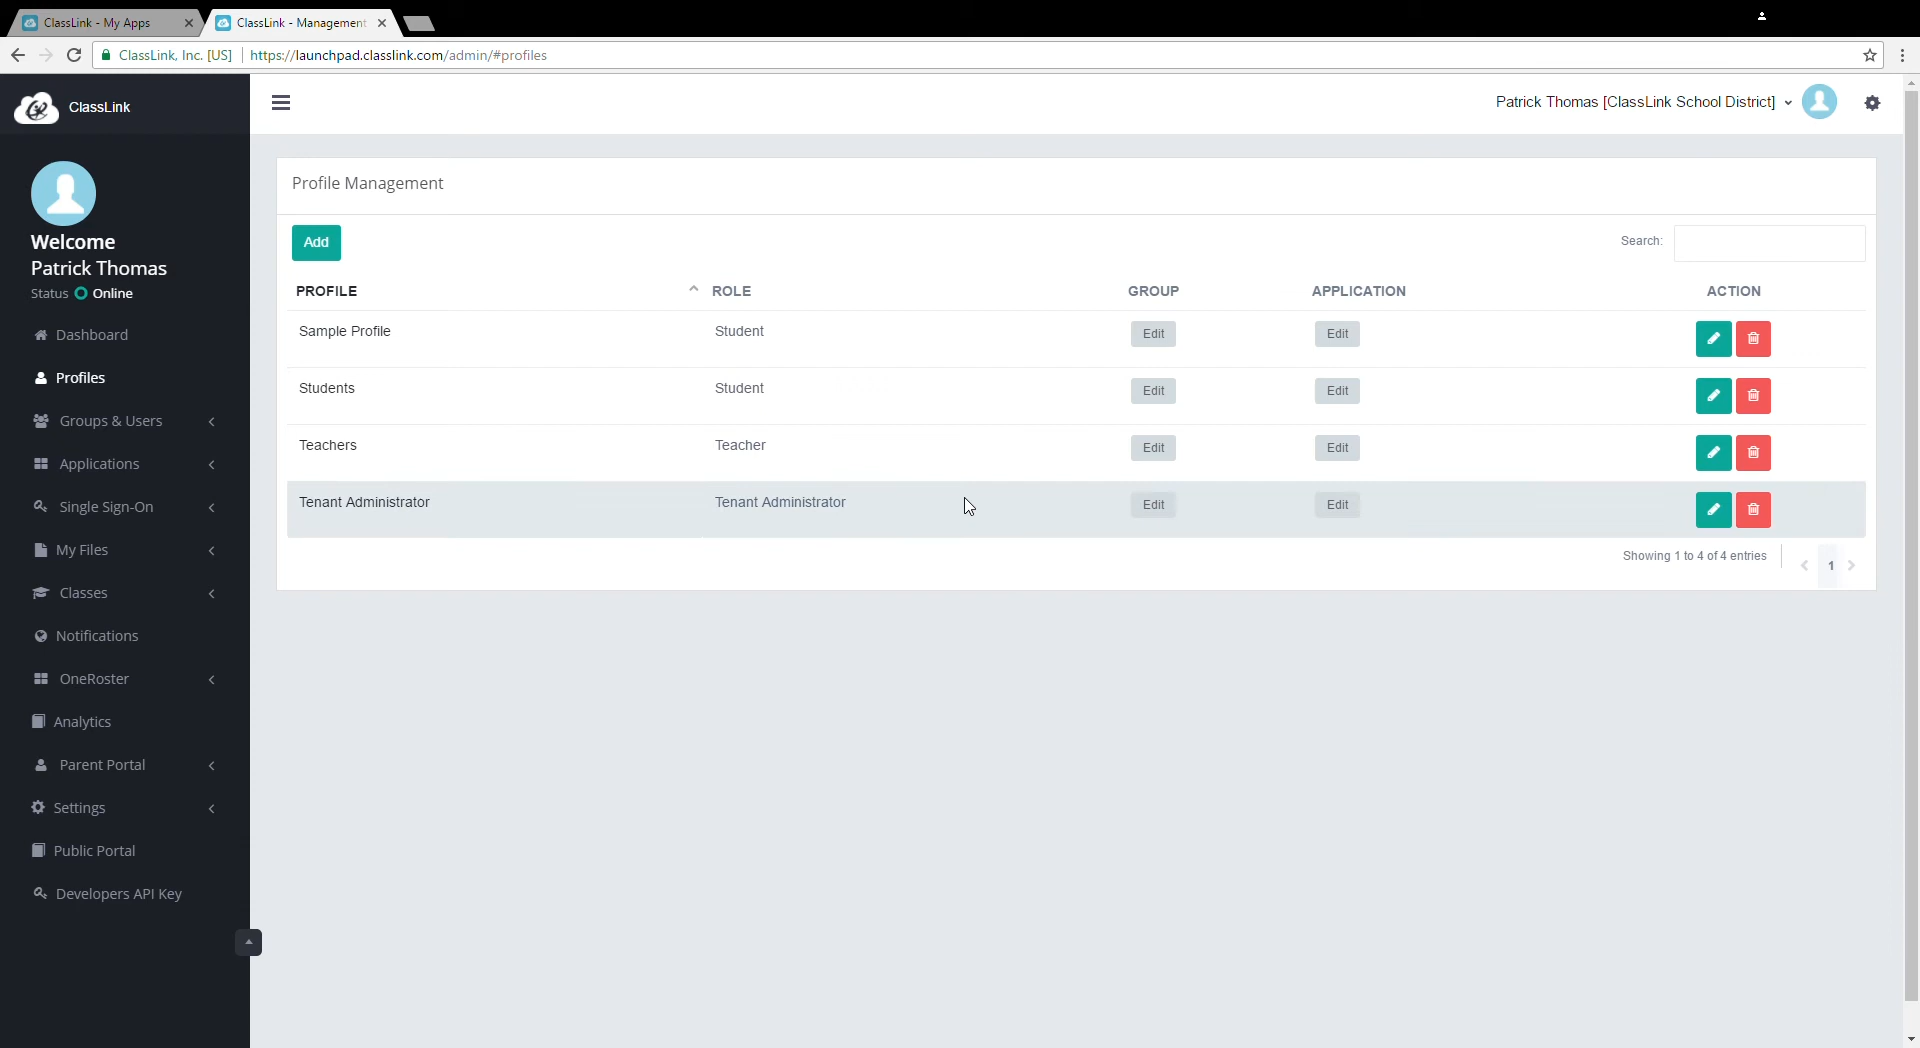 ClassLink - My Apps
ClassLink - Management
ClassLink, Inc. [US] https://launchpad.classlink.com/admin/#profiles
ClassLink
Patrick Thomas [ClassLink School District]
Welcome
Patrick Thomas
Status Online
Dashboard
Profiles
Groups & Users
Applications
Single Sign-On
My Files
Classes
Notifications
OneRoster
Analytics
Parent Portal
Settings
Public Portal
Developers API Key
Profile Management
Add
Search:
PROFILE ROLE GROUP APPLICATION ACTION
Sample Profile Student Edit Edit
Students Student Edit Edit
Teachers Teacher Edit Edit
Tenant Administrator Tenant Administrator Edit Edit
Showing 1 to 4 of 4 entries 1